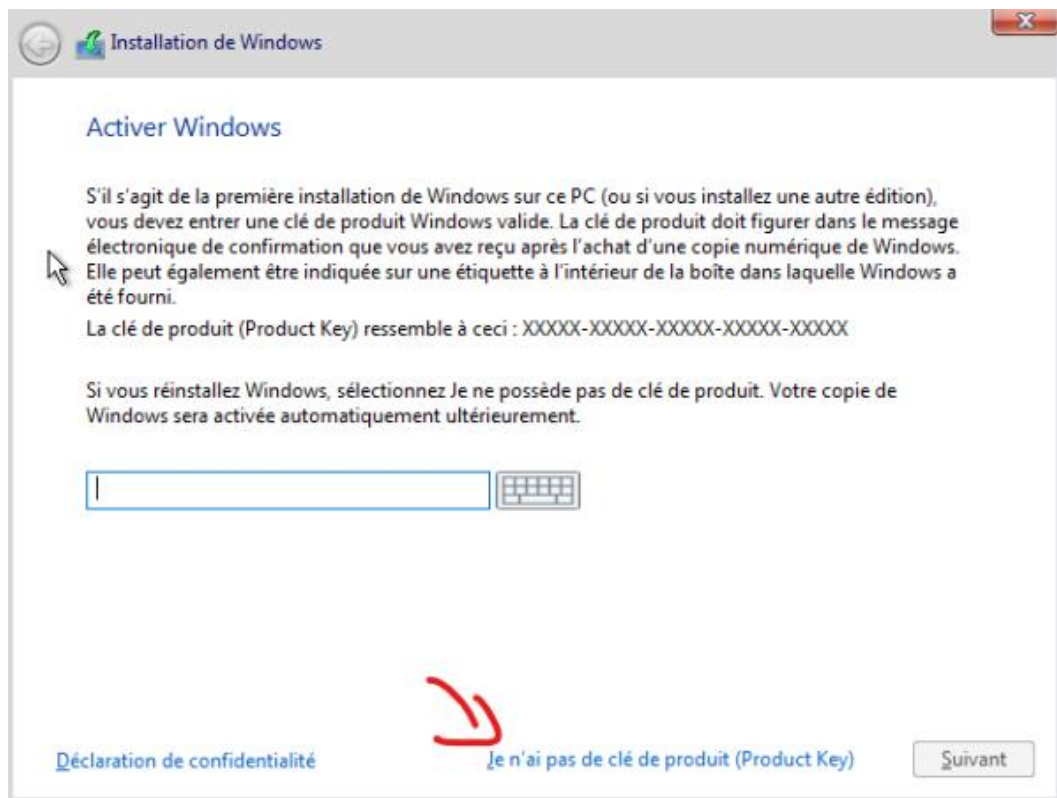 Installation de Windows
Activer Windows
S'il s'agit de la première installation de Windows sur ce PC (ou si vous installez une autre édition),
vous devez entrer une clé de produit Windows valide. La clé de produit doit figurer dans le message
électronique de confirmation que vous avez reçu après l'achat d'une copie numérique de Windows.
Elle peut également être indiquée sur une étiquette à l'intérieur de la boîte dans laquelle Windows a
été fourni.
La clé de produit (Product Key) ressemble à ceci : XXXXX-XXXXX-XXXXX-XXXXX-XXXXX
Si vous réinstallez Windows, sélectionnez Je ne possède pas de clé de produit. Votre copie de
Windows sera activée automatiquement ultérieurement.
Déclaration de confidentialité
Je n'ai pas de clé de produit (Product Key)
Suivant